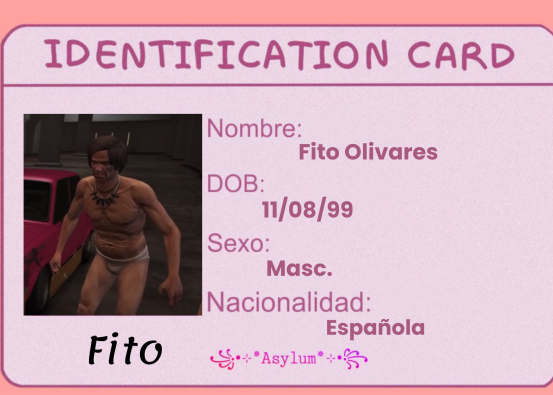 IDENTIFICATION CARD
Nombre:
Fito Olivares
DOB:
11/08/99
Sexo:
Masc.
Nacionalidad:
Española
Fito
꧁•⊹٭Asylum٭⊹•꧂